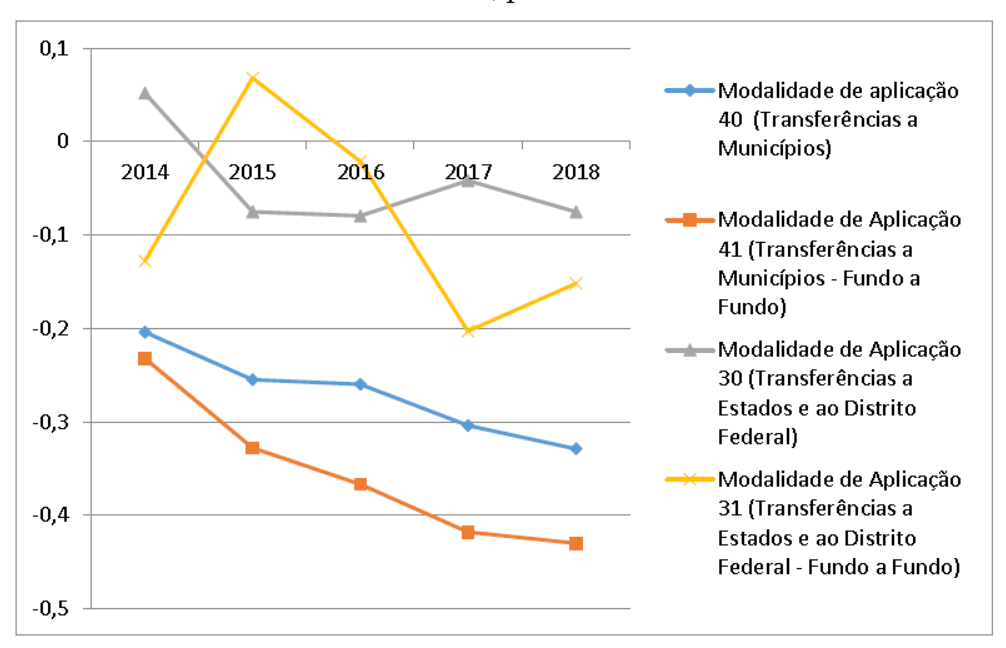 0,1
0
-0,1
-0,2
-0,3
-0,4
-0,5
2014 2015 2016 2017 2018
Modalidade de aplicação
40 (Transferências a
Municípios)
Modalidade de Aplicação
41 (Transferências a
Municípios - Fundo a
Fundo)
Modalidade de Aplicação
30 (Transferências a
Estados e ao Distrito
Federal)
Modalidade de Aplicação
31 (Transferências a
Estados e ao Distrito
Federal - Fundo a Fundo)